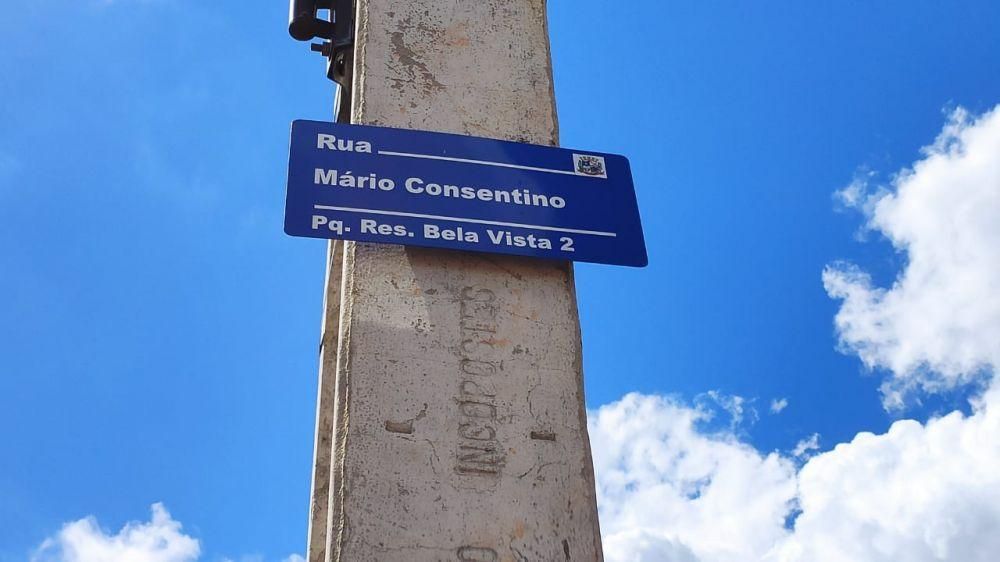 Rua
Mário Consentino
Pq. Res. Bela Vista 2
INCOPOSTES